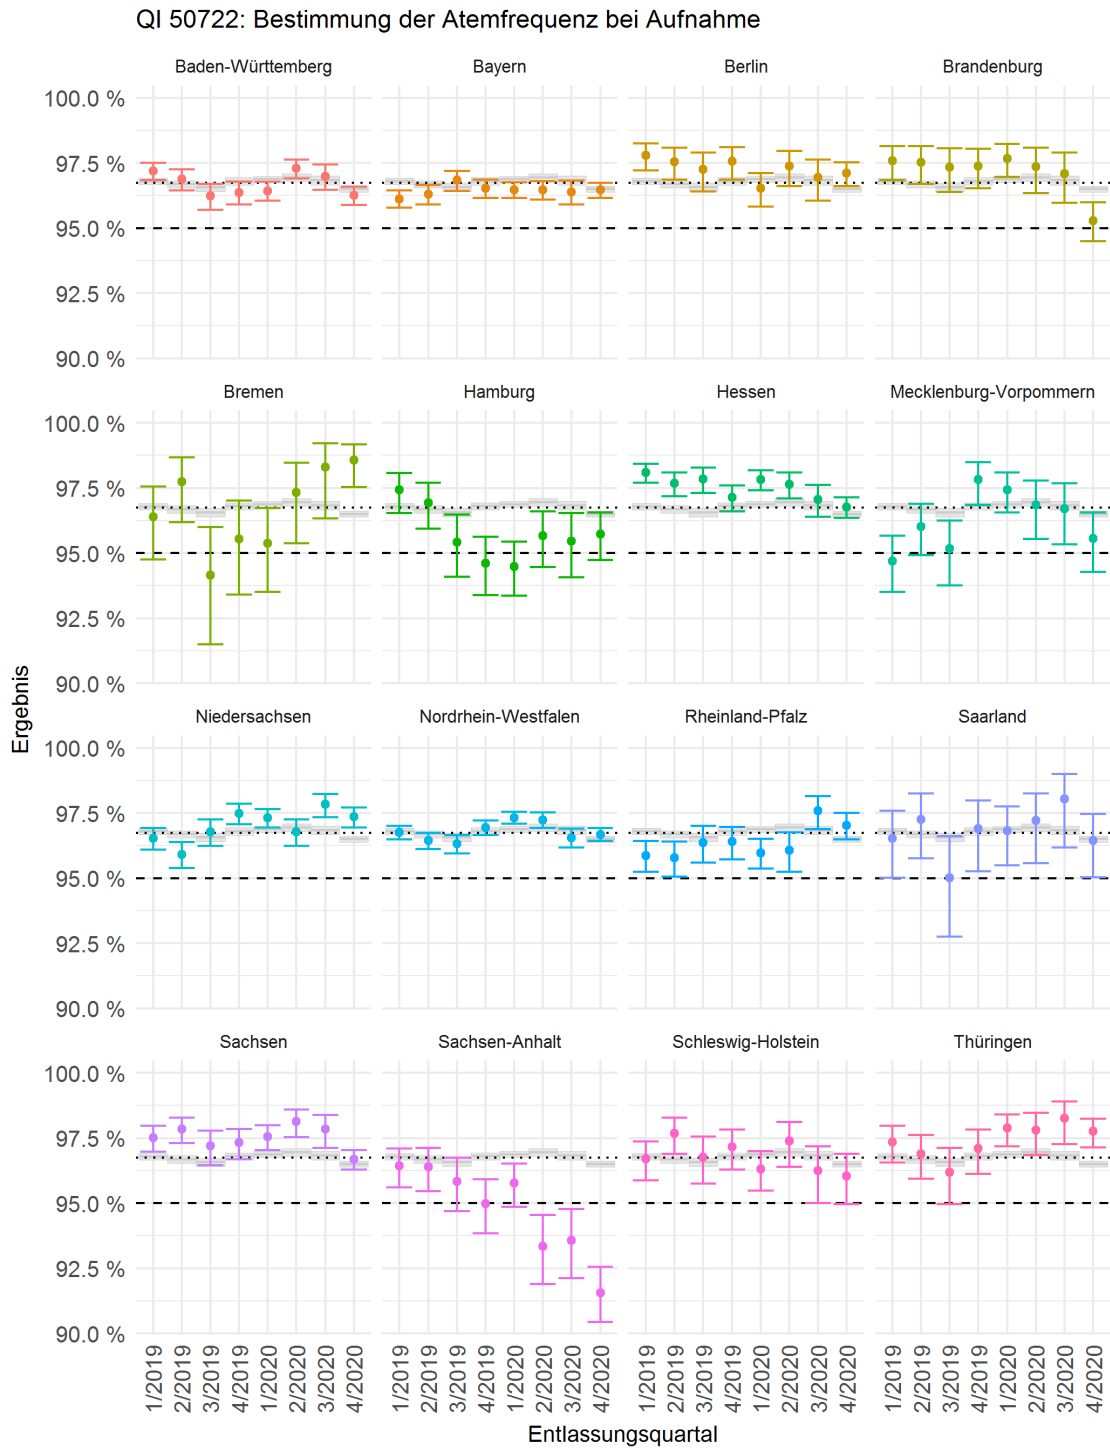 QI 50722: Bestimmung der Atemfrequenz bei Aufnahme
Baden-Württemberg
Bayern
Berlin
Brandenburg
100.0 %
97.5 %
95.0 %
92.5 %
90.0 %
Bremen
Hamburg
Hessen
Mecklenburg-Vorpommern
100.0 %
97.5 %
95.0 %
92.5 %
90.0 %
Ergebnis
Niedersachsen
Nordrhein-Westfalen
Rheinland-Pfalz
Saarland
100.0 %
97.5 %
95.0 %
92.5 %
90.0 %
Sachsen
Sachsen-Anhalt
Schleswig-Holstein
Thüringen
100.0 %
97.5 %
95.0 %
92.5 %
90.0 %
1/2019
2/2019
3/2019
4/2019
1/2020
2/2020
3/2020
4/2020
1/2019
2/2019
3/2019
4/2019
1/2020
2/2020
3/2020
4/2020
1/2019
2/2019
3/2019
4/2019
1/2020
2/2020
3/2020
4/2020
1/2019
2/2019
3/2019
4/2019
1/2020
2/2020
3/2020
4/2020
Entlassungsquartal